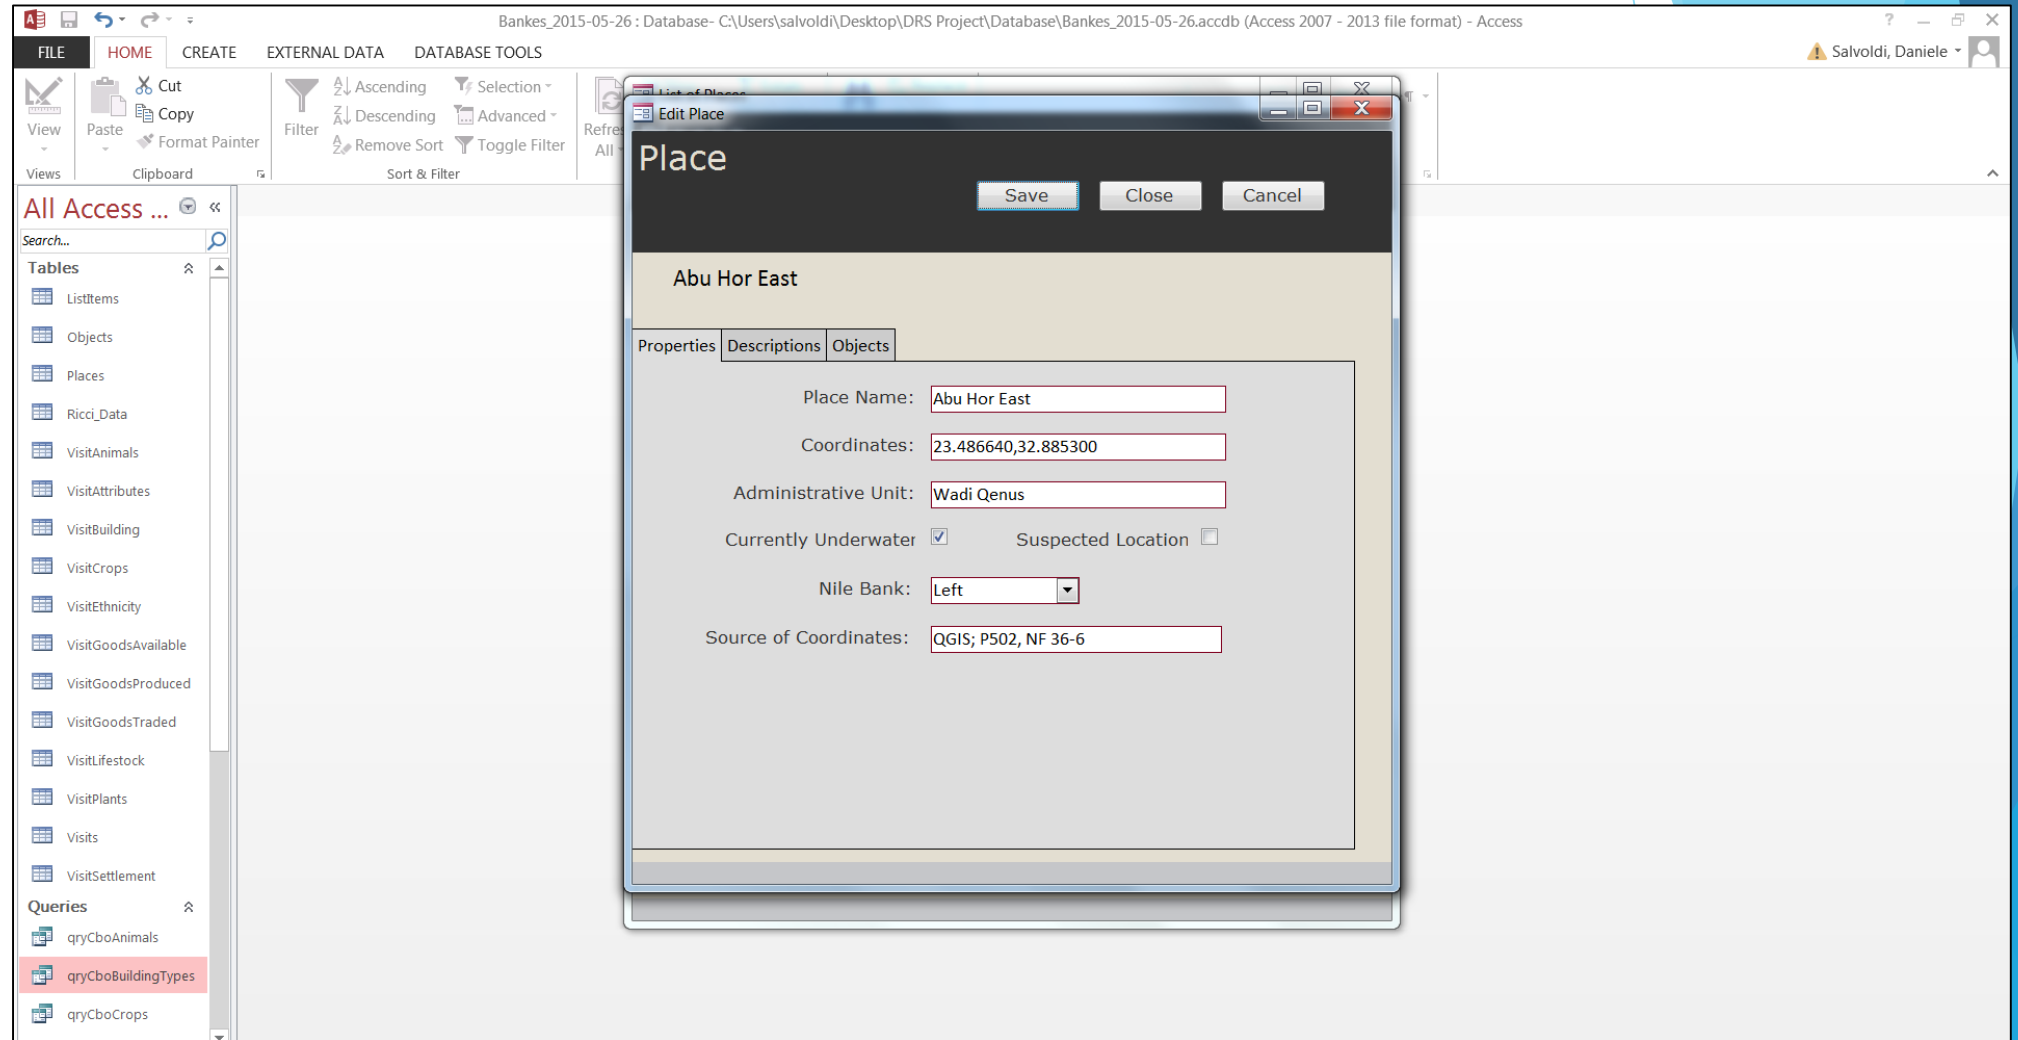 Bankes_2015-05-26 : Database- C:\Users\salvoldi\Desktop\DRS Project\Database\Bankes_2015-05-26.accdb (Access 2007 - 2013 file format) - Access
FILE HOME CREATE EXTERNAL DATA DATABASE TOOLS Salvoldi, Daniele
View
Views
Paste
Cut
Copy
Format Painter
Clipboard
Filter
Ascending
Descending
Remove Sort
Selection
Advanced
Toggle Filter
Sort & Filter
All
List of Places
Edit Place
Place
Save Close Cancel
Abu Hor East
Properties Descriptions Objects
Place Name: Abu Hor East
Coordinates: 23.486640,32.885300
Administrative Unit: Wadi Qenus
Currently Underwater Suspected Location
Nile Bank: Left
Source of Coordinates: QGIS; P502, NF 36-6
All Access ...
Search...
Tables
ListItems
Objects
Places
Ricci_Data
VisitAnimals
VisitAttributes
VisitBuilding
VisitCrops
VisitEthnicity
VisitGoodsAvailable
VisitGoodsProduced
VisitGoodsTraded
VisitLifestock
VisitPlants
Visits
VisitSettlement
Queries
qryCboAnimals
qryCboBuildingTypes
qryCboCrops